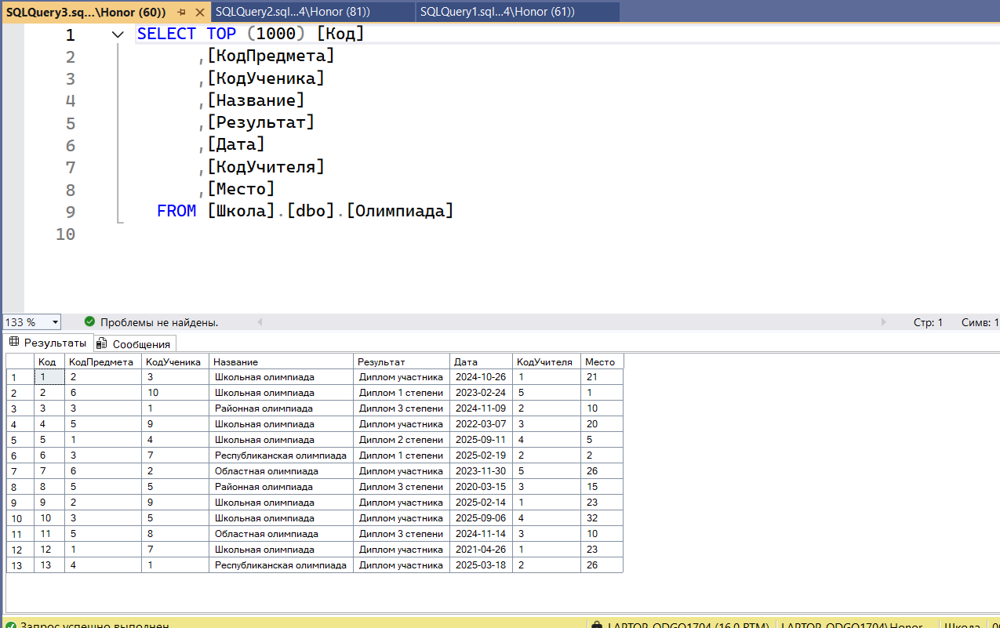 SQLQuery3.sq...\Honor (60)) SQLQuery2.sql...4\Honor (81)) SQLQuery1.sql...4\Honor (61))
1 SELECT TOP (1000) [Код]
2 ,[КодПредмета]
3 ,[КодУченика]
4 ,[Название]
5 ,[Результат]
6 ,[Дата]
7 ,[КодУчителя]
8 ,[Место]
9 FROM [Школа].[dbo].[Олимпиада]
10
133 % Проблемы не найдены. Стр: 1 Симв: 1
Результаты Сообщения
Код КодПредмета КодУченика Название Результат Дата КодУчителя Место
1 1 2 3 Школьная олимпиада Диплом участника 2024-10-26 1 21
2 2 6 10 Школьная олимпиада Диплом 1 степени 2023-02-24 5 1
3 3 3 1 Районная олимпиада Диплом 3 степени 2024-11-09 2 10
4 4 5 9 Школьная олимпиада Диплом участника 2022-03-07 3 20
5 5 1 4 Школьная олимпиада Диплом 2 степени 2025-09-11 4 5
6 6 3 7 Республиканская олимпиада Диплом 1 степени 2025-02-19 2 2
7 7 6 2 Областная олимпиада Диплом участника 2023-11-30 5 26
8 8 5 5 Районная олимпиада Диплом 3 степени 2020-03-15 3 15
9 9 2 9 Школьная олимпиада Диплом участника 2025-02-14 1 23
10 10 3 5 Школьная олимпиада Диплом участника 2025-09-06 4 32
11 11 5 8 Областная олимпиада Диплом 3 степени 2024-11-14 3 10
12 12 1 7 Школьная олимпиада Диплом участника 2021-04-26 1 23
13 13 4 1 Республиканская олимпиада Диплом участника 2025-03-18 2 26
Запрос успешно выполнен LAPTOP-ODGO1704 (16.0 RTM) LAPTOP-ODGO1704\Honor Школа